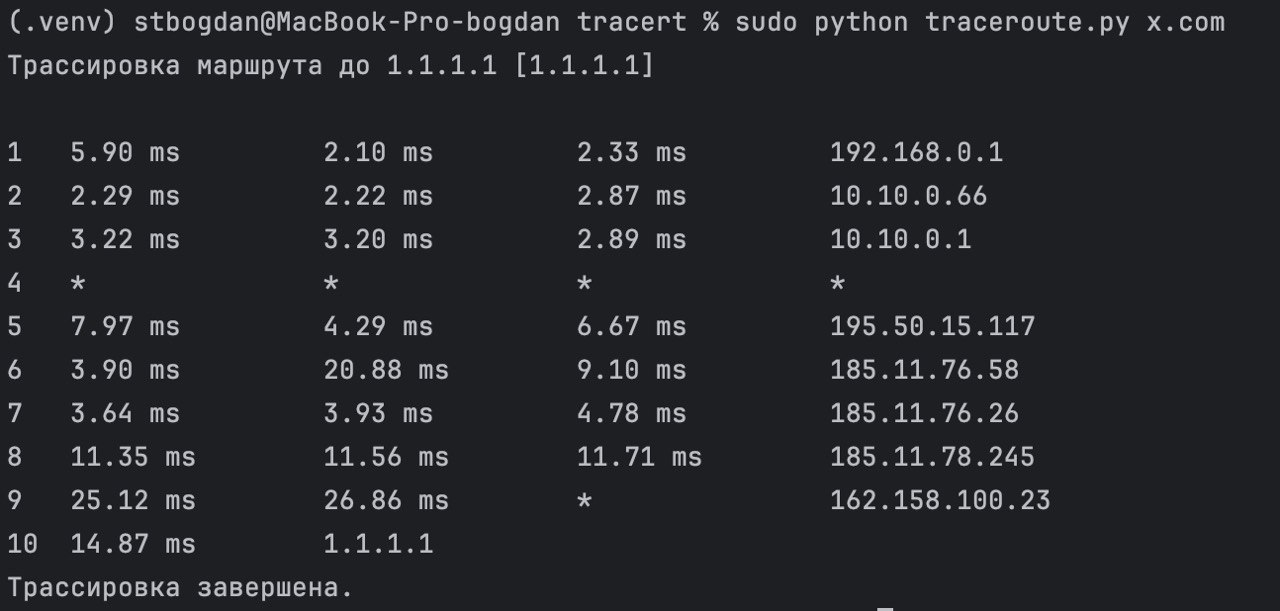 (.venv) stbogdan@MacBook-Pro-bogdan tracert % sudo python traceroute.py x.com
Трассировка маршрута до 1.1.1.1 [1.1.1.1]
1 5.90 ms 2.10 ms 2.33 ms 192.168.0.1
2 2.29 ms 2.22 ms 2.87 ms 10.10.0.66
3 3.22 ms 3.20 ms 2.89 ms 10.10.0.1
4 * * * *
5 7.97 ms 4.29 ms 6.67 ms 195.50.15.117
6 3.90 ms 20.88 ms 9.10 ms 185.11.76.58
7 3.64 ms 3.93 ms 4.78 ms 185.11.76.26
8 11.35 ms 11.56 ms 11.71 ms 185.11.78.245
9 25.12 ms 26.86 ms * 162.158.100.23
10 14.87 ms 1.1.1.1
Трассировка завершена.